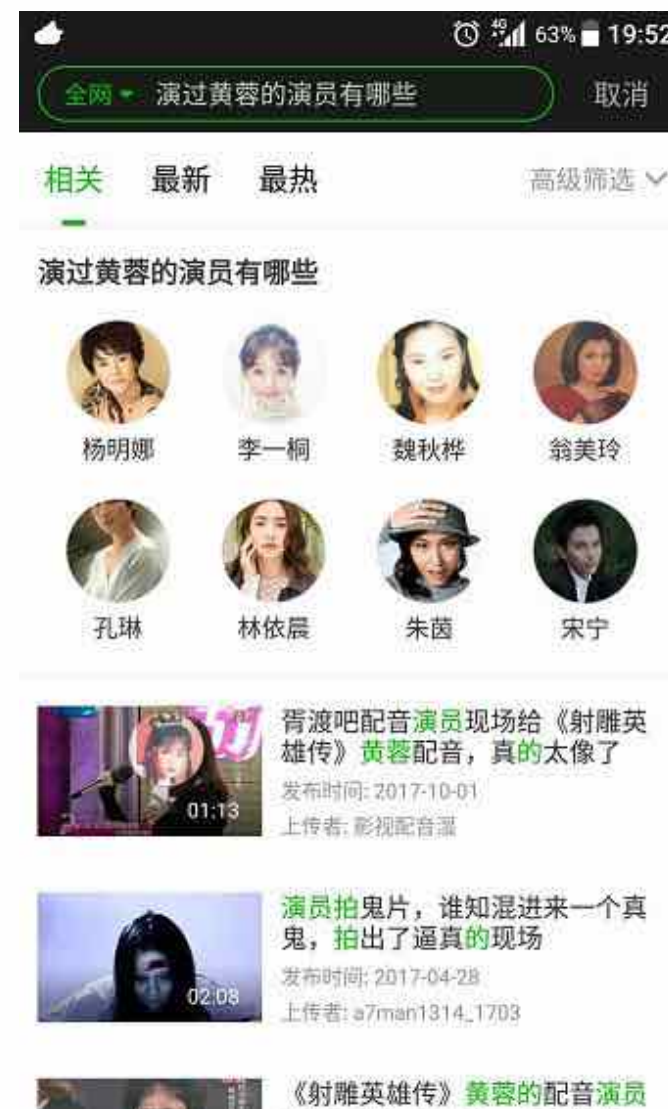 4G 63% 19:52
全网 演过黄蓉的演员有哪些 取消
相关 最新 最热 高级筛选
演过黄蓉的演员有哪些
杨明娜 李一桐 魏秋桦 翁美玲
孔琳 林依晨 朱茵 宋宁
胥渡吧配音演员现场给《射雕英
雄传》黄蓉配音，真的太像了
发布时间: 2017-10-01
01:13
上传者: 影视配音
演员拍鬼片，谁知混进来一个真
鬼，拍出了逼真的现场
发布时间: 2017-04-28
02:08
上传者: a7man1314_1703
《射雕英雄传》黄蓉的配音演员